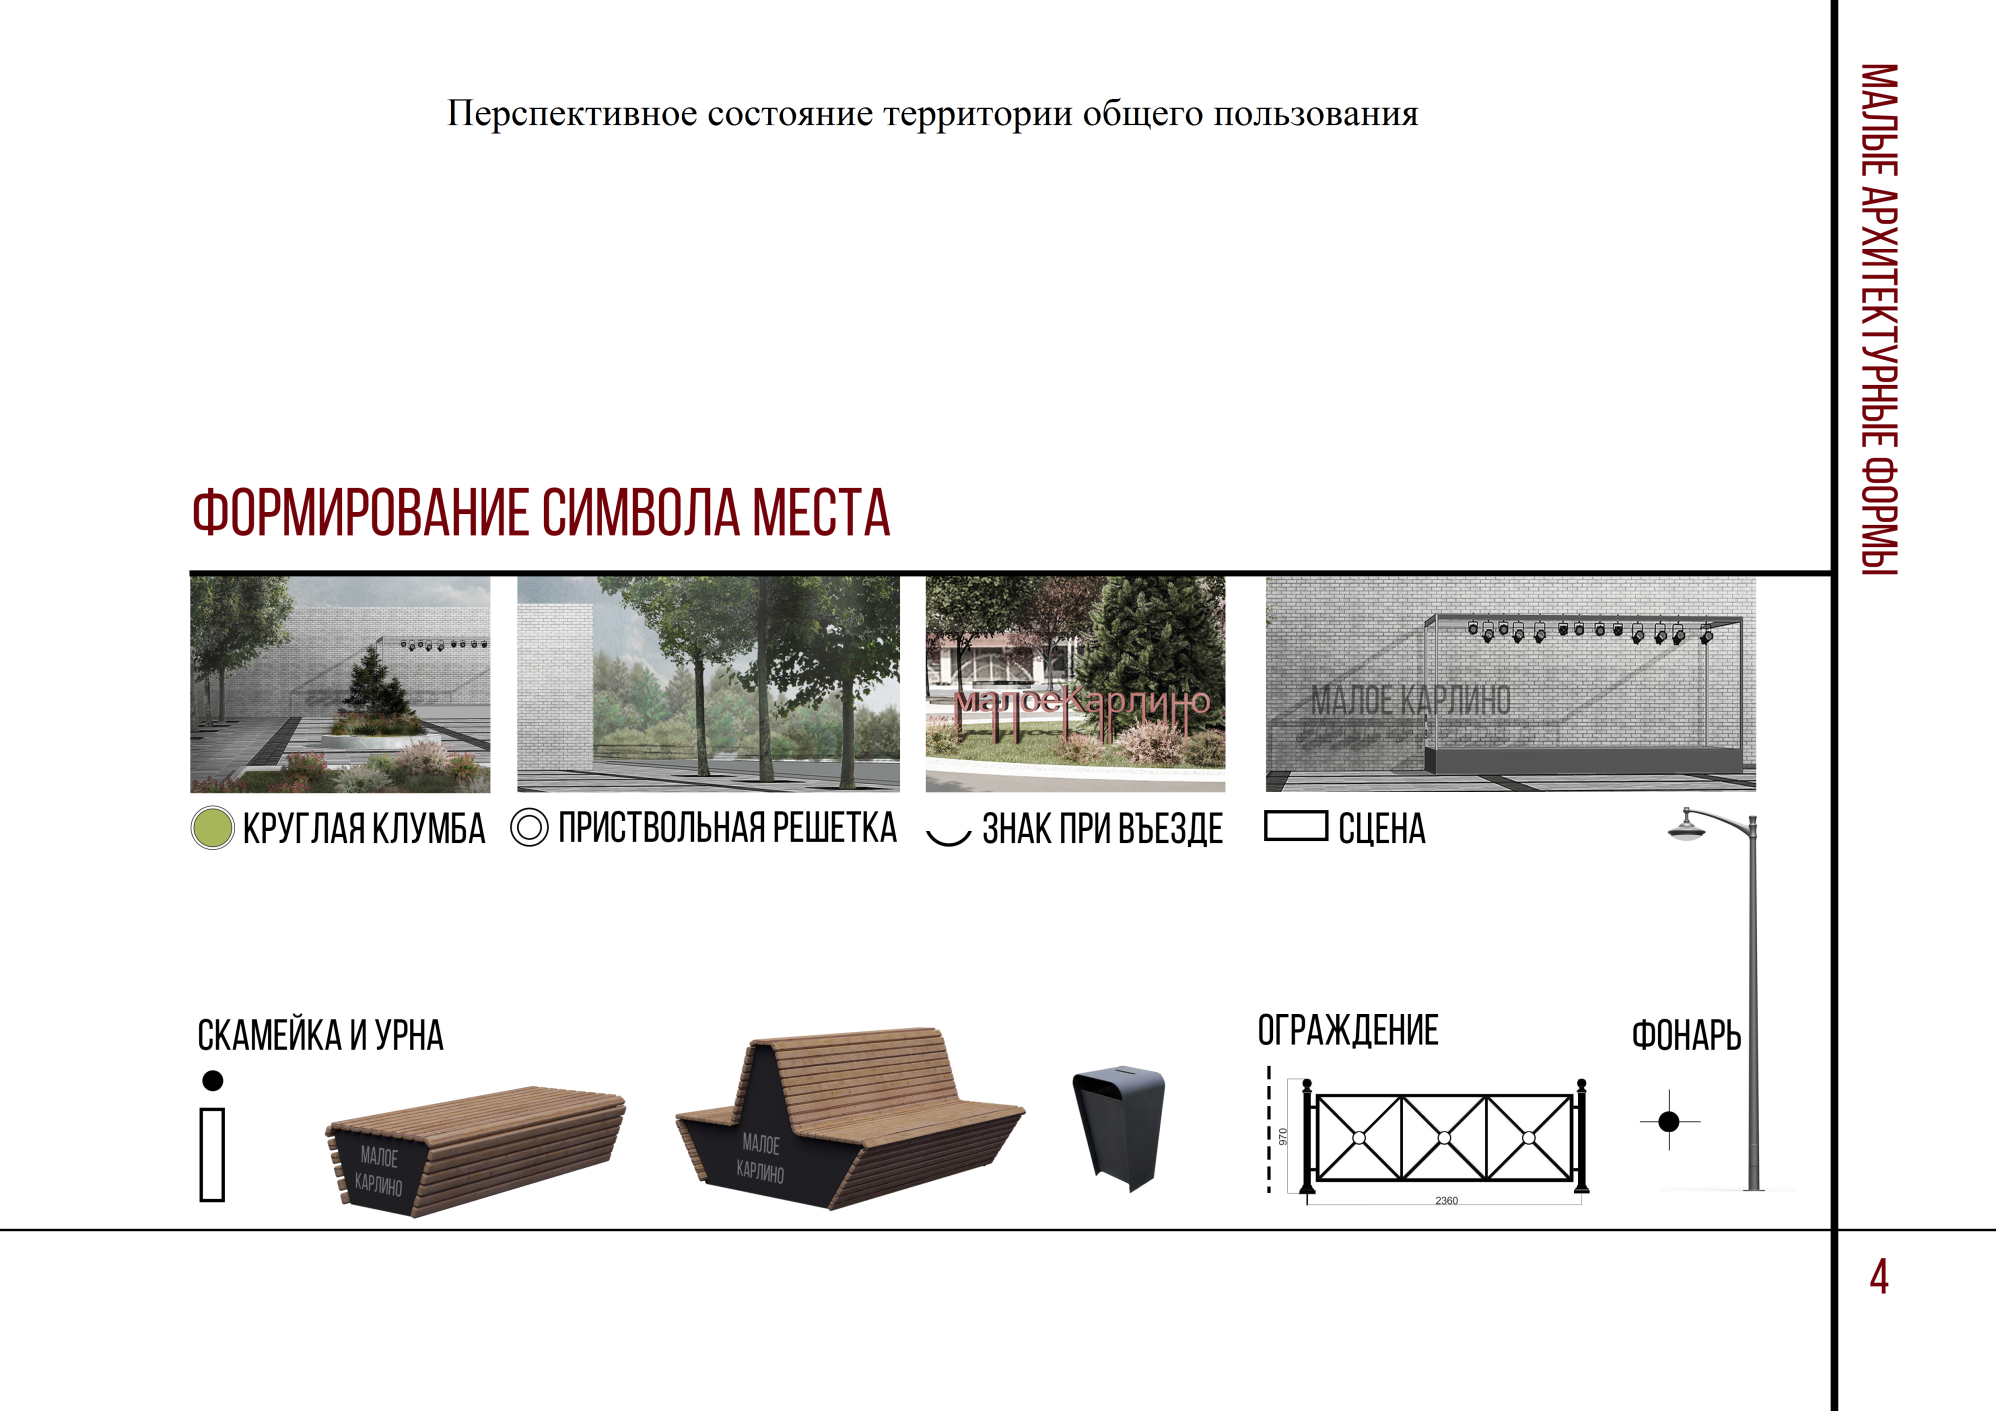 Перспективное состояние территории общего пользования
МАЛЫЕ АРХИТЕКТУРНЫЕ ФОРМЫ
ФОРМИРОВАНИЕ СИМВОЛА МЕСТА
малоеКарлино
МАЛОЕ КАРЛИНО
КРУГЛАЯ КЛУМБА
ПРИСТВОЛЬНАЯ РЕШЕТКА
ЗНАК ПРИ ВЪЕЗДЕ
СЦЕНА
СКАМЕЙКА И УРНА
МАЛОЕ
КАРЛИНО
МАЛОЕ
КАРЛИНО
ОГРАЖДЕНИЕ
970
2360
ФОНАРЬ
4